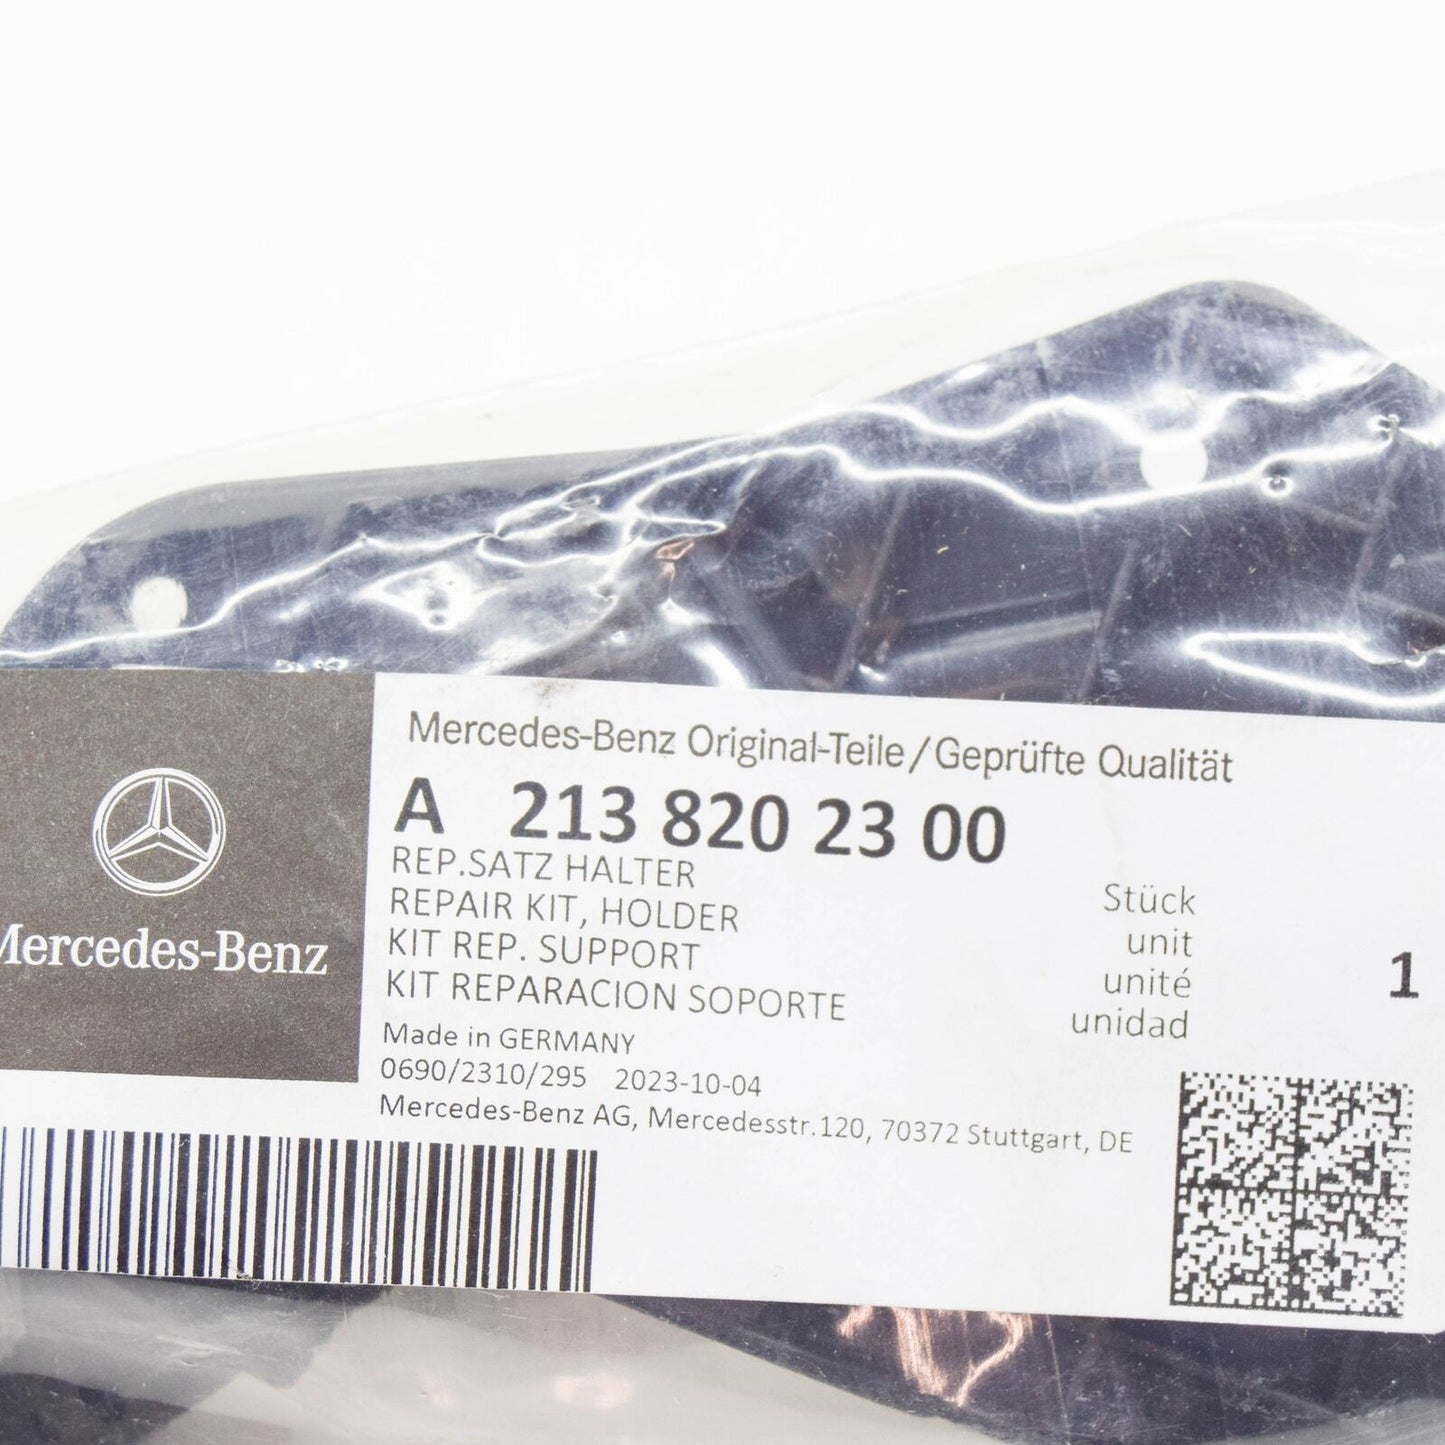 Mercedes-Benz
Mercedes-Benz Original-Teile/Geprüfte Qualität
A 213 820 23 00
REP.SATZ HALTER
REPAIR KIT, HOLDER
KIT REP. SUPPORT
KIT REPARACION SOPORTE
Stück
unit
unité
unidad
1
Made in GERMANY
0690/2310/295 2023-10-04
Mercedes-Benz AG, Mercedesstr.120, 70372 Stuttgart, DE